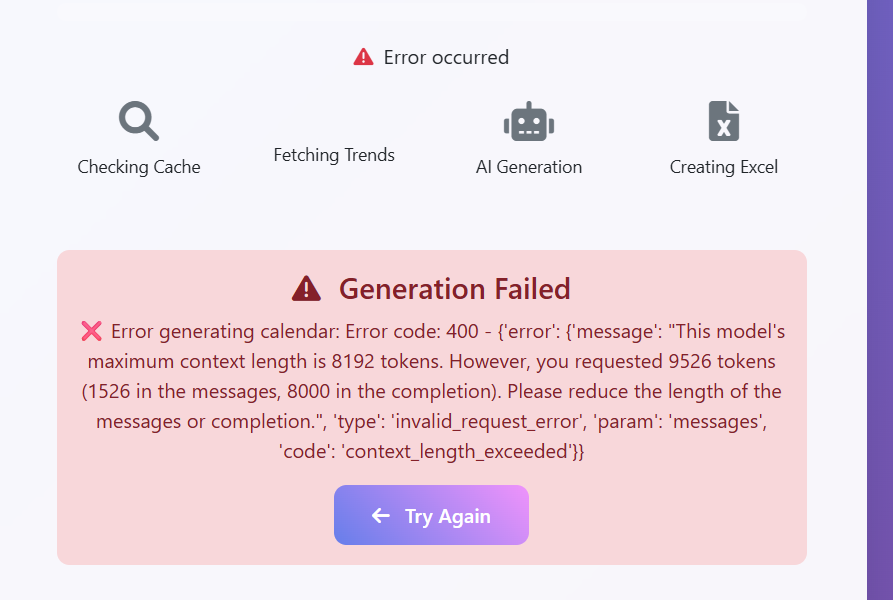 Error occurred
Checking Cache
Fetching Trends
AI Generation
X
Creating Excel
Generation Failed
❌ Error generating calendar: Error code: 400 - {'error': {'message': "This model's
maximum context length is 8192 tokens. However, you requested 9526 tokens
(1526 in the messages, 8000 in the completion). Please reduce the length of the
messages or completion.", 'type': 'invalid_request_error', 'param': 'messages',
'code': 'context_length_exceeded'}}
Try Again